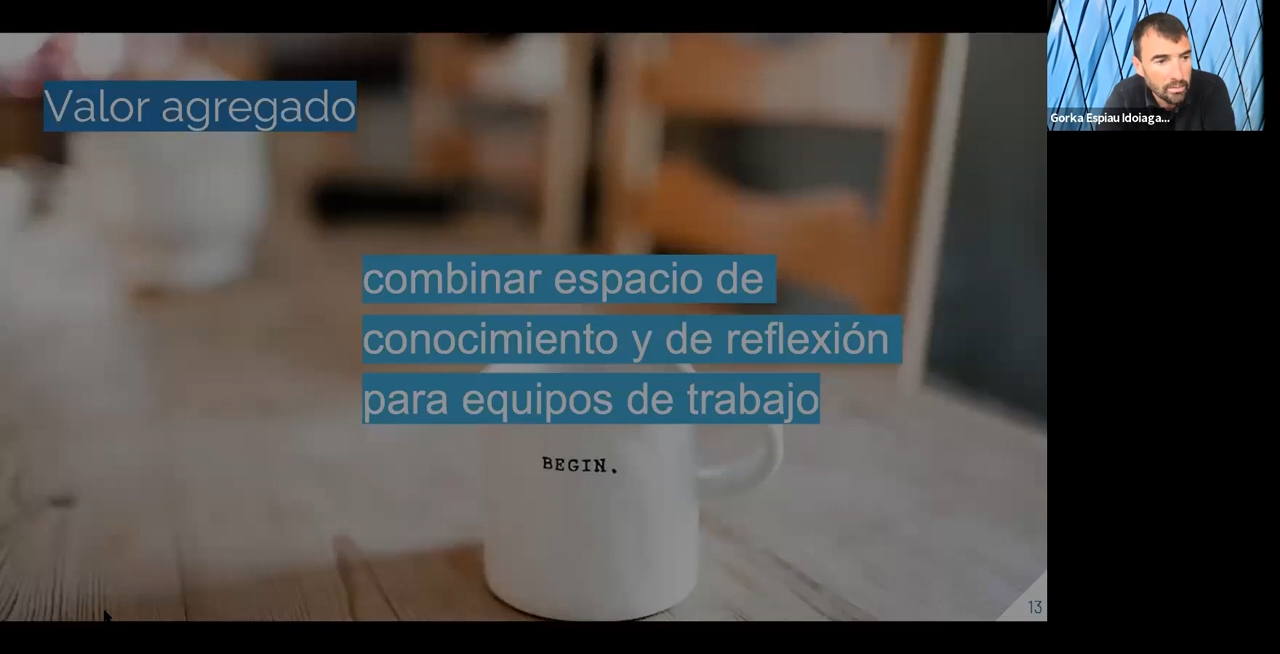 Valor agregado
combinar espacio de
conocimiento y de reflexión
para equipos de trabajo
BEGIN.
13
Gorka Espiau Idoiaga...